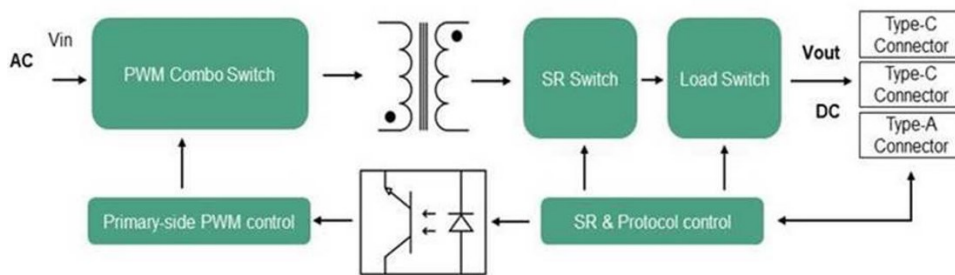 AC
Vin
PWM Combo Switch
SR Switch
Load Switch
Vout
DC
Type-C
Connector
Type-C
Connector
Type-A
Connector
Primary-side PWM control
SR & Protocol control